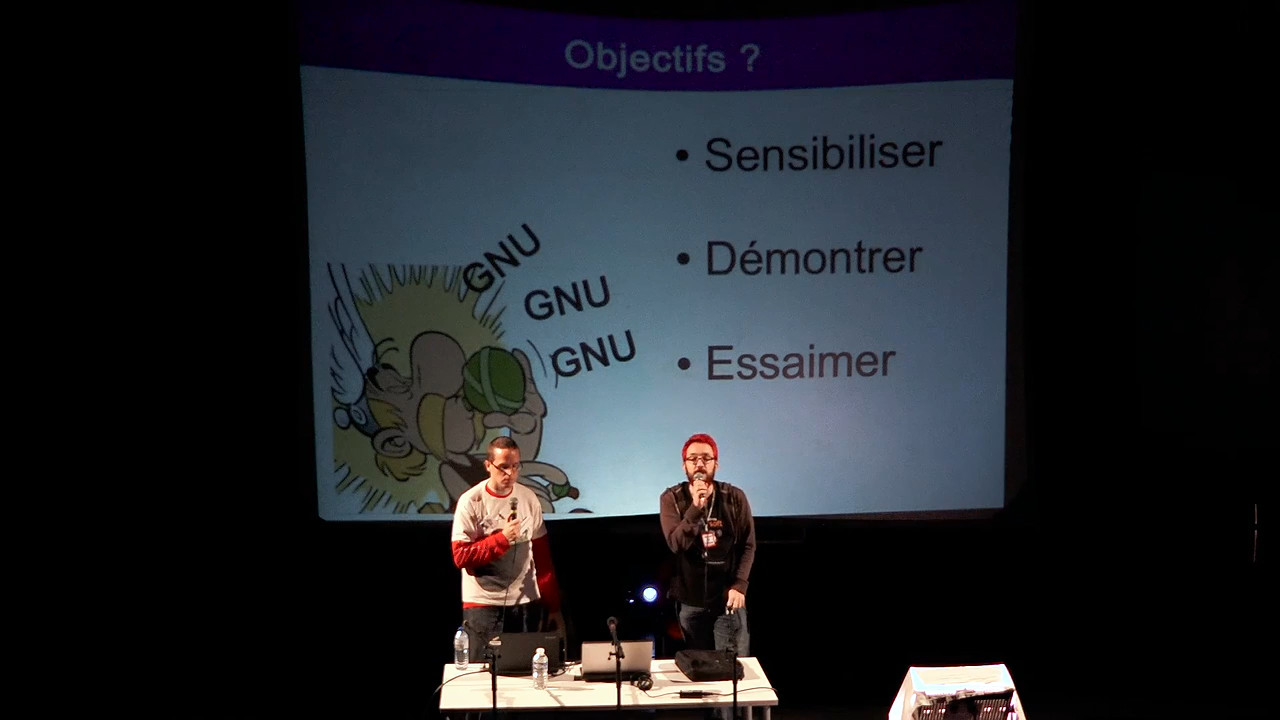 Objectifs ?
• Sensibiliser
GNU
• Démontrer
GNU
GNU
• Essaimer